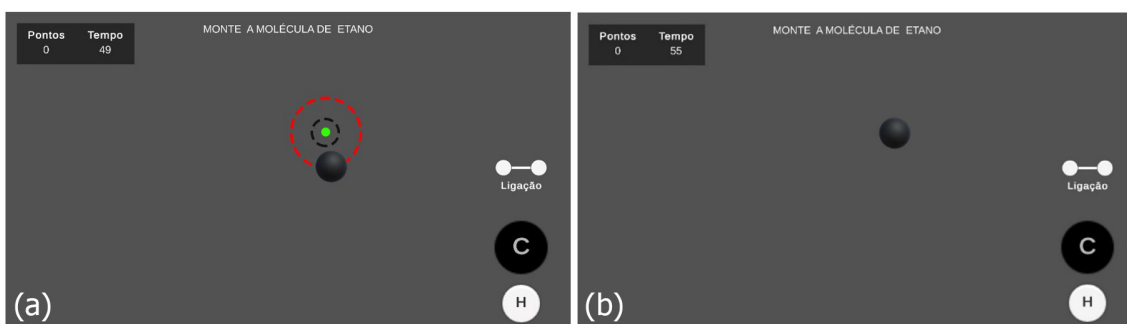 MONTE A MOLÉCULA DE ETANO
Pontos Tempo
0 49
Ligação
C
H
(a)
MONTE A MOLÉCULA DE ETANO
Pontos Tempo
0 55
Ligação
C
H
(b)